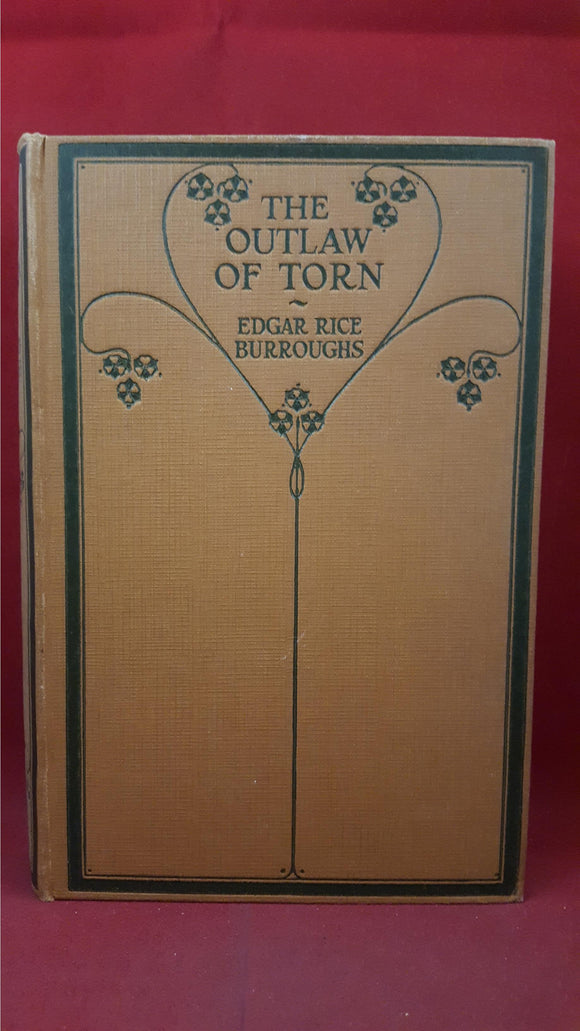 THE
OUTLAW
OF TORN
~
EDGAR RICE
BURROUGHS